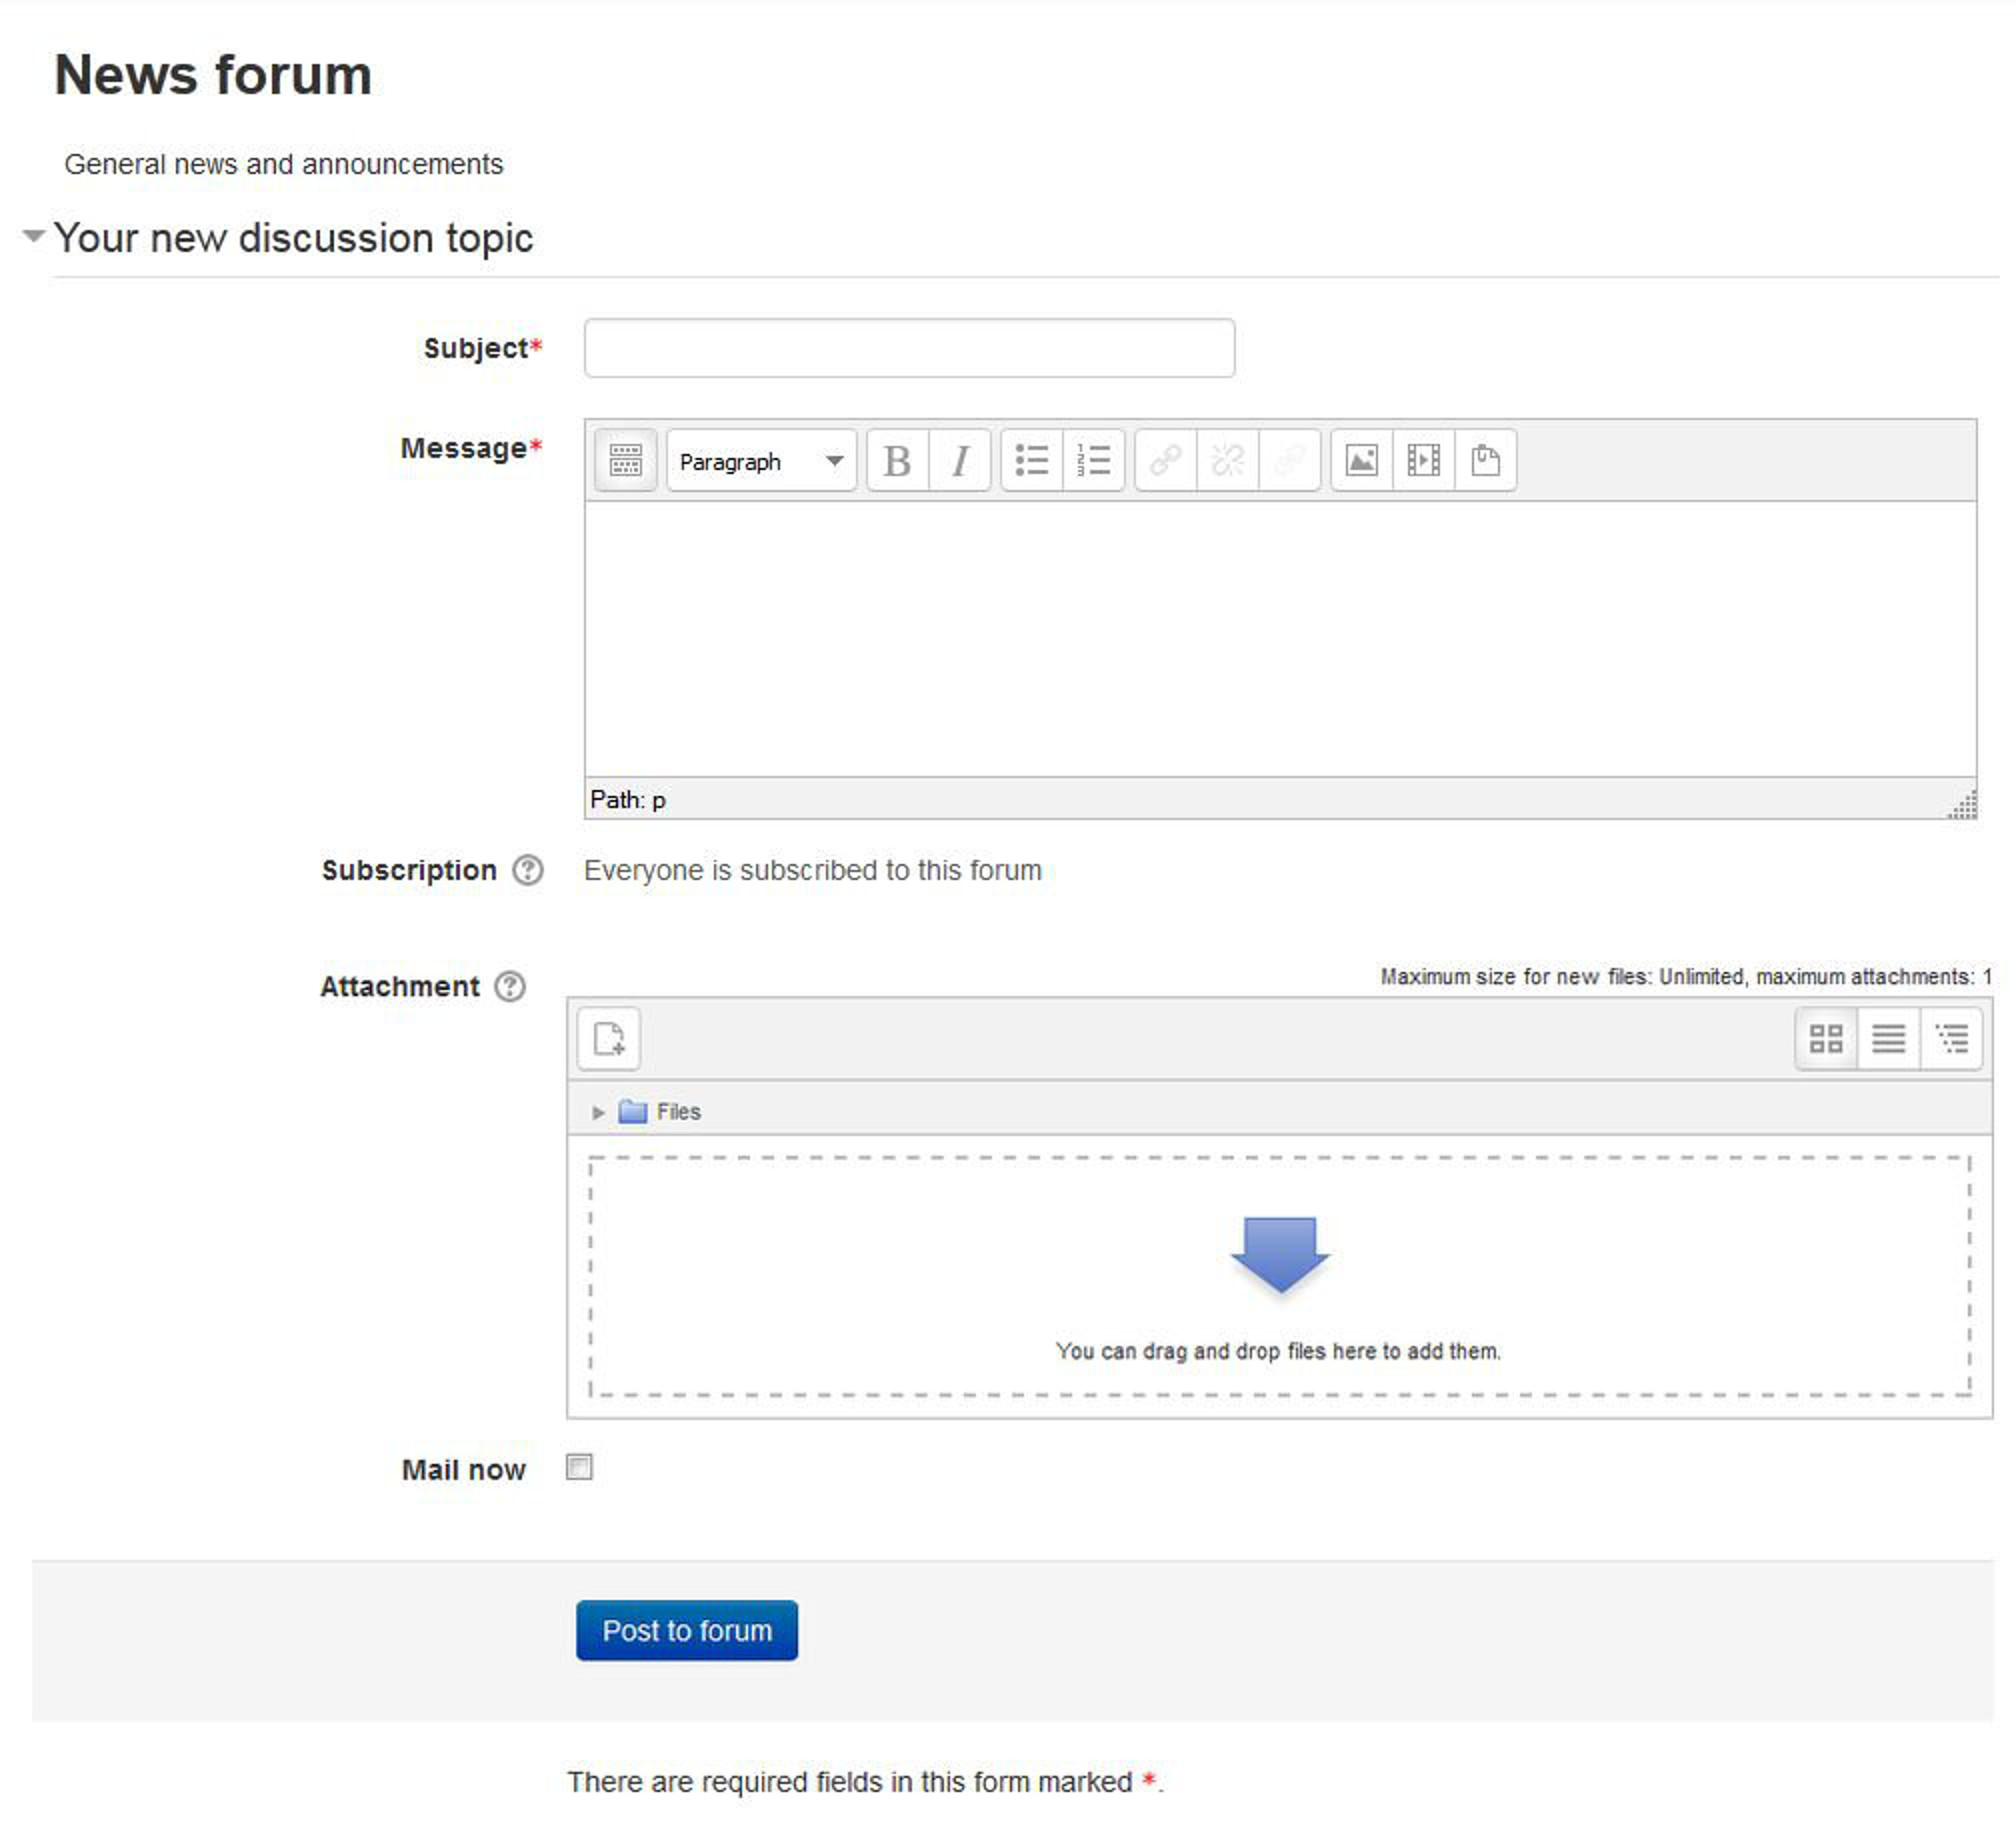 News forum
General news and announcements
Your new discussion topic
Subject*
Message*
Paragraph
B I
Path: p
Subscription
Everyone is subscribed to this forum
Attachment
Maximum size for new files: Unlimited, maximum attachments: 1
Files
You can drag and drop files here to add them.
Mail now
Post to forum
There are required fields in this form marked *.